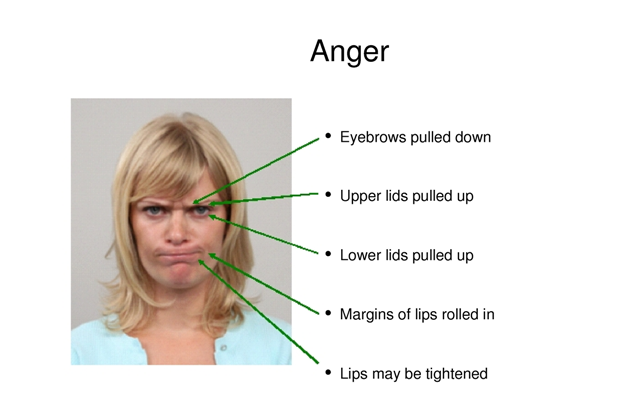 Anger
• Eyebrows pulled down
• Upper lids pulled up
• Lower lids pulled up
• Margins of lips rolled in
• Lips may be tightened